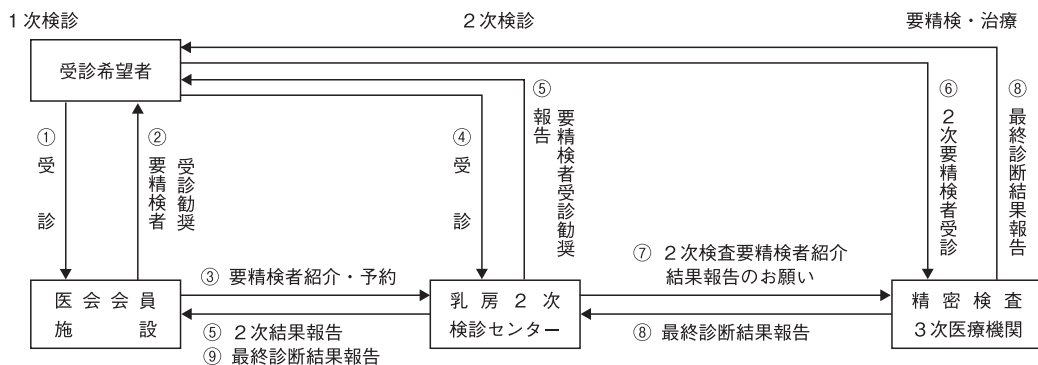 1次検診
2次検診
要精検・治療
受診希望者
①受診
②要精検者
受診勧奨
④受診
⑤報告
要精検者受診勧奨
⑥2次要精検者受診
⑧最終診断結果報告
③ 要精検者紹介・予約
⑦ 2次検査要精検者紹介
結果報告のお願い
医会会員
施設
乳房2次
検診センター
精密検査
3次医療機関
⑤ 2次結果報告
⑨ 最終診断結果報告
⑧ 最終診断結果報告